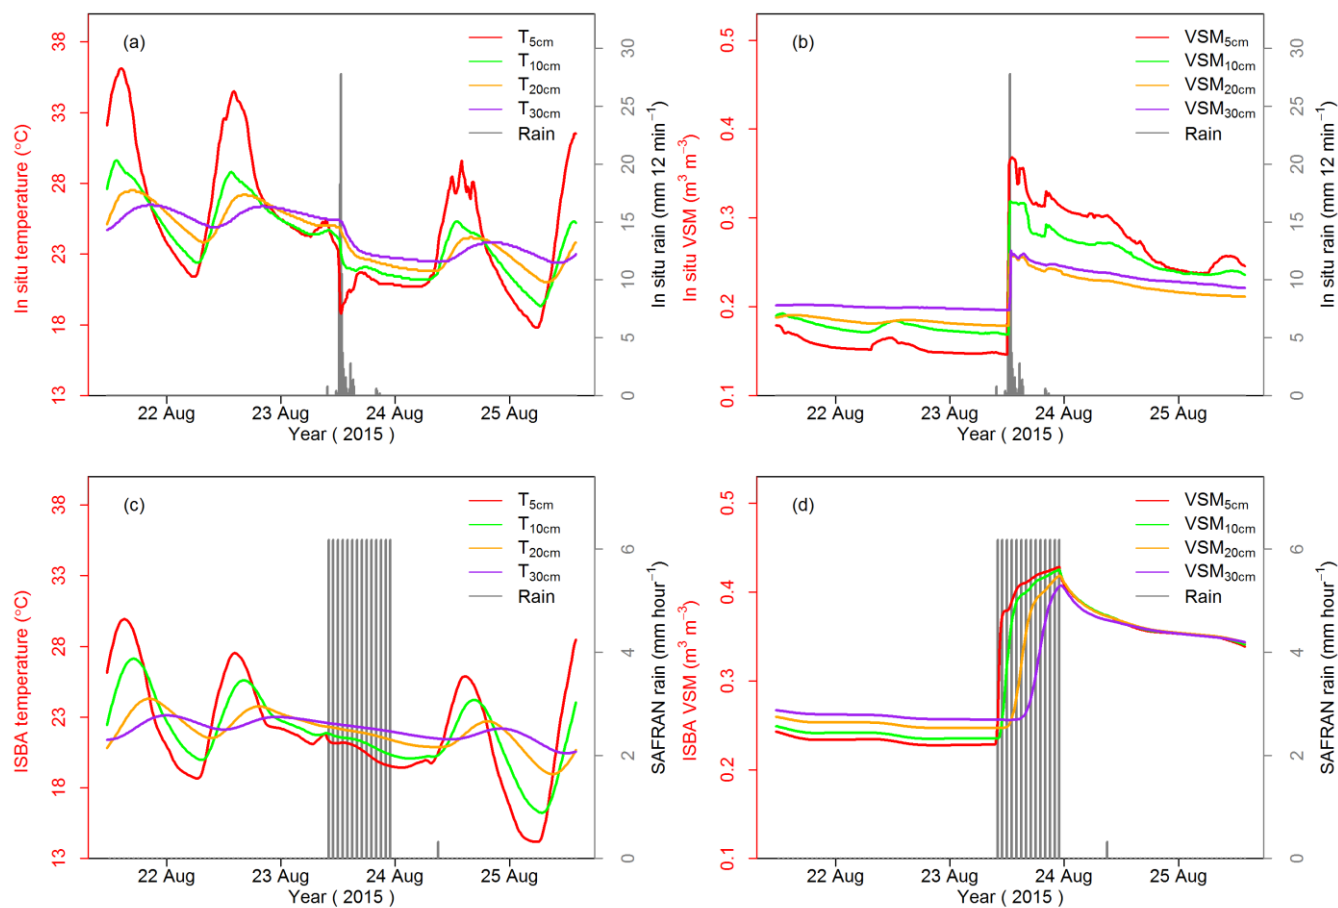 (a)
T5cm
T10cm
T20cm
T30cm
Rain
In situ temperature (°C)
13 18 23 28 33 38
In situ rain (mm 12 min−1)
0 5 10 15 20 25 30
22 Aug 23 Aug 24 Aug 25 Aug
Year ( 2015 )
(b)
VSM5cm
VSM10cm
VSM20cm
VSM30cm
Rain
In situ VSM (m3 m−3)
0.1 0.2 0.3 0.4 0.5
In situ rain (mm 12 min−1)
0 5 10 15 20 25 30
22 Aug 23 Aug 24 Aug 25 Aug
Year ( 2015 )
(c)
T5cm
T10cm
T20cm
T30cm
Rain
ISBA temperature (°C)
13 18 23 28 33 38
SAFRAN rain (mm hour−1)
0 2 4 6
22 Aug 23 Aug 24 Aug 25 Aug
Year ( 2015 )
(d)
VSM5cm
VSM10cm
VSM20cm
VSM30cm
Rain
ISBA VSM (m3 m−3)
0.1 0.2 0.3 0.4 0.5
SAFRAN rain (mm hour−1)
0 2 4 6
22 Aug 23 Aug 24 Aug 25 Aug
Year ( 2015 )